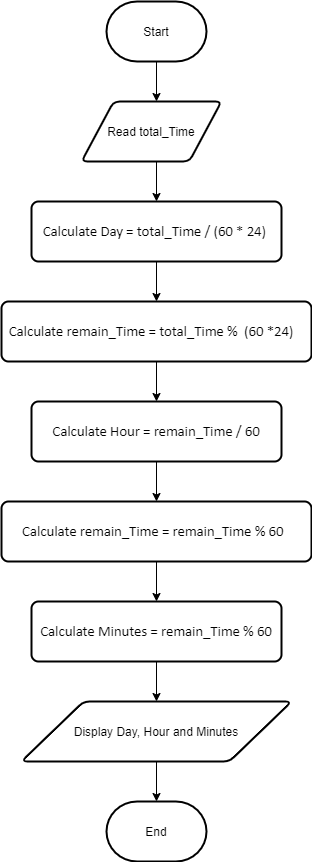 Start
Read total_Time
Calculate Day = total_Time / (60 * 24)
Calculate remain_Time = total_Time % (60 *24)
Calculate Hour = remain_Time / 60
Calculate remain_Time = remain_Time % 60
Calculate Minutes = remain_Time % 60
Display Day, Hour and Minutes
End